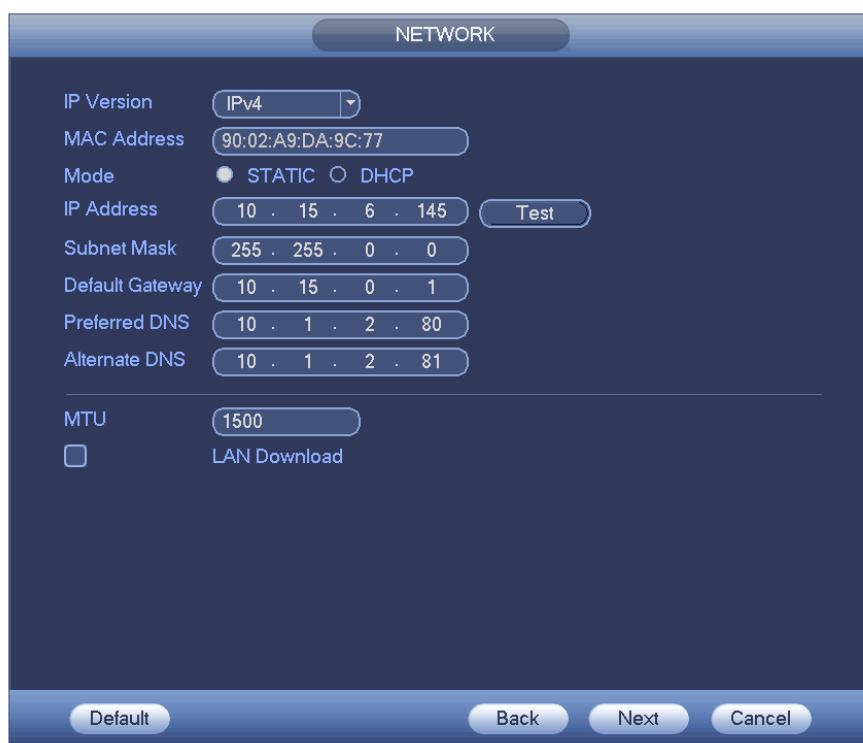 NETWORK
IP Version IPv4
MAC Address 90:02:A9:DA:9C:77
Mode STATIC DHCP
IP Address 10 . 15 . 6 . 145 Test
Subnet Mask 255 . 255 . 0 . 0
Default Gateway 10 . 15 . 0 . 1
Preferred DNS 10 . 1 . 2 . 80
Alternate DNS 10 . 1 . 2 . 81
MTU 1500
LAN Download
Default Back Next Cancel